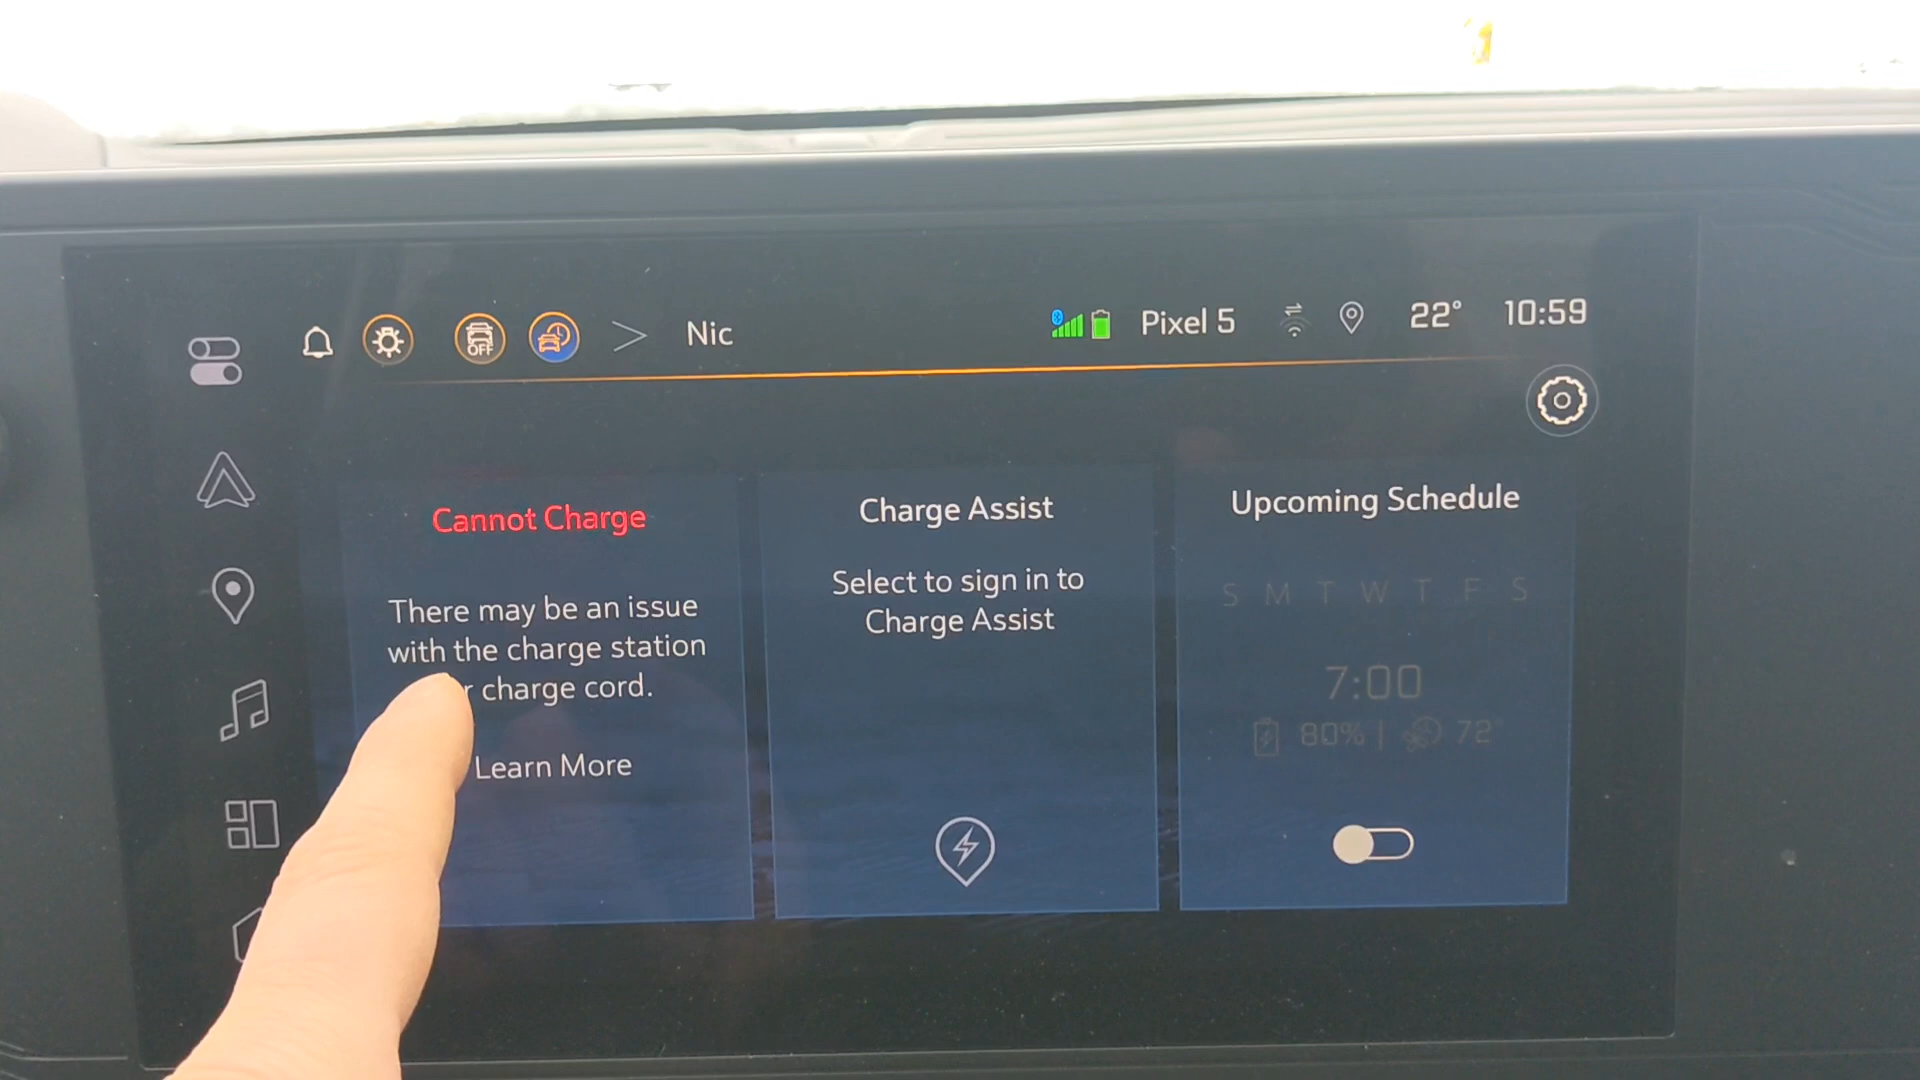 OFF
Nic
Pixel 5
22°
10:59
Cannot Charge
There may be an issue
with the charge station
charge cord.
Learn More
Charge Assist
Select to sign in to
Charge Assist
Upcoming Schedule
S M T W T F S
7:00
80% | 72°